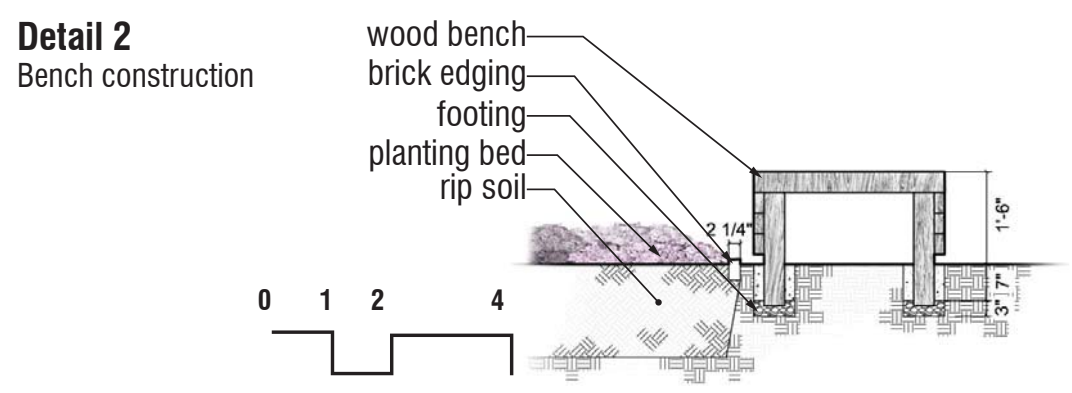 Detail 2
Bench construction
wood bench
brick edging
footing
planting bed
rip soil
2 1/4"
1'-6"
7"
3"
0 1 2 4